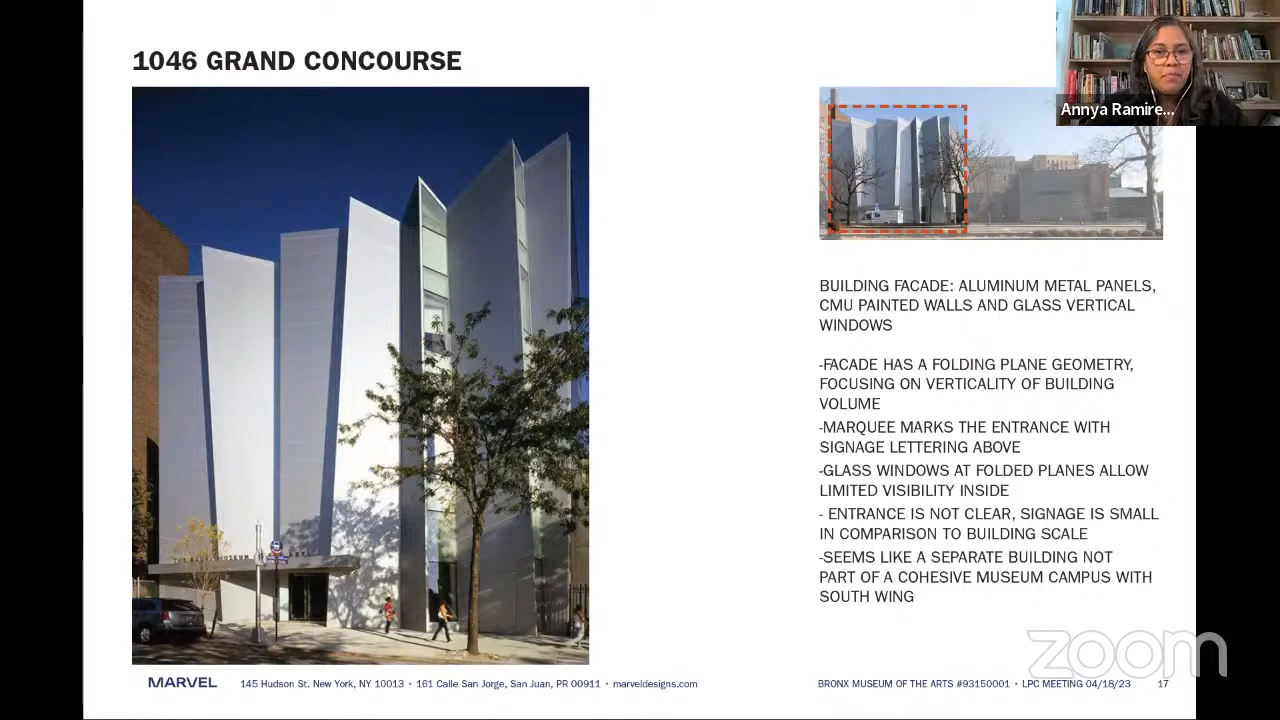 1046 GRAND CONCOURSE
Annya Ramire...
BUILDING FACADE: ALUMINUM METAL PANELS,
CMU PAINTED WALLS AND GLASS VERTICAL
WINDOWS
-FACADE HAS A FOLDING PLANE GEOMETRY,
FOCUSING ON VERTICALITY OF BUILDING
VOLUME
-MARQUEE MARKS THE ENTRANCE WITH
SIGNAGE LETTERING ABOVE
-GLASS WINDOWS AT FOLDED PLANES ALLOW
LIMITED VISIBILITY INSIDE
- ENTRANCE IS NOT CLEAR, SIGNAGE IS SMALL
IN COMPARISON TO BUILDING SCALE
-SEEMS LIKE A SEPARATE BUILDING NOT
PART OF A COHESIVE MUSEUM CAMPUS WITH
SOUTH WING
zoom
MARVEL 145 Hudson St. New York, NY 10013 • 161 Calle San Jorge, San Juan, PR 00911 • marveldesigns.com
BRONX MUSEUM OF THE ARTS #93150001 • LPC MEETING 04/18/23 17